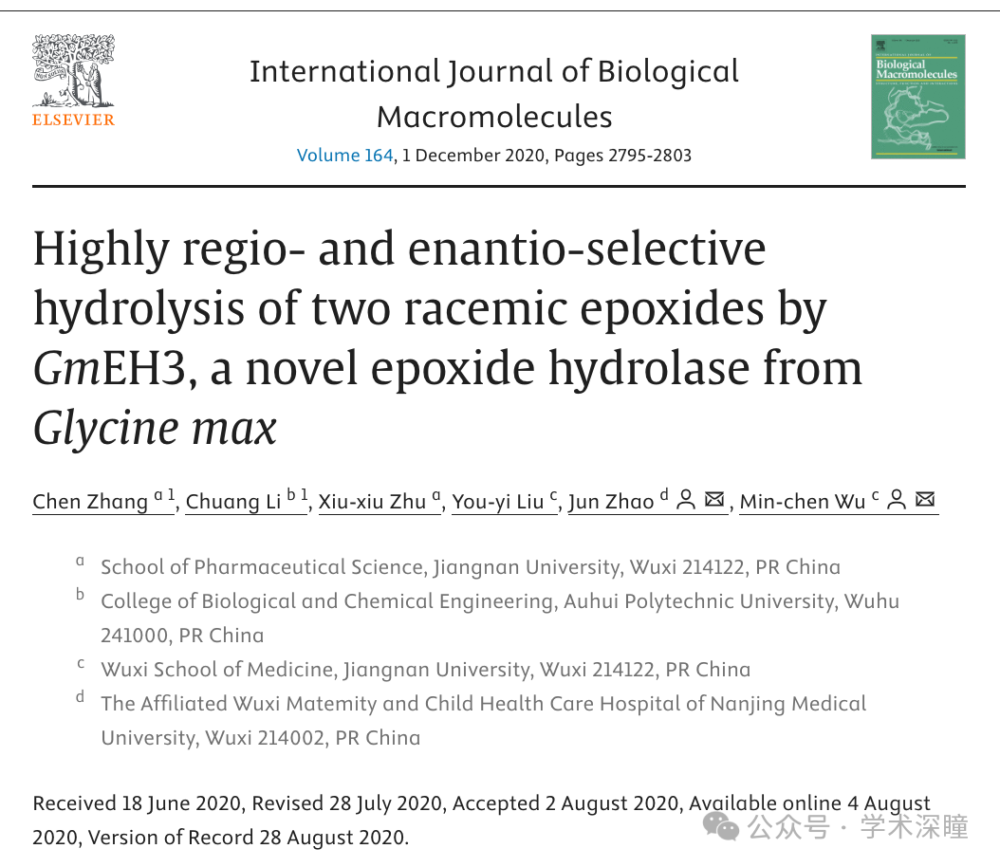 ELSEVIER
International Journal of Biological
Macromolecules
Volume 164, 1 December 2020, Pages 2795-2803
Biological
Macromolecules
Highly regio- and enantio-selective
hydrolysis of two racemic epoxides by
GmEH3, a novel epoxide hydrolase from
Glycine max
Chen Zhang a 1, Chuang Li b 1, Xiu-xiu Zhu a, You-yi Liu c, Jun Zhao d, Min-chen Wu c
a School of Pharmaceutical Science, Jiangnan University, Wuxi 214122, PR China
b College of Biological and Chemical Engineering, Auhui Polytechnic University, Wuhu
241000, PR China
c Wuxi School of Medicine, Jiangnan University, Wuxi 214122, PR China
d The Affiliated Wuxi Matemity and Child Health Care Hospital of Nanjing Medical
University, Wuxi 214002, PR China
Received 18 June 2020, Revised 28 July 2020, Accepted 2 August 2020, Available online 4 August
2020, Version of Record 28 August 2020.
公众号 · 学术深瞳